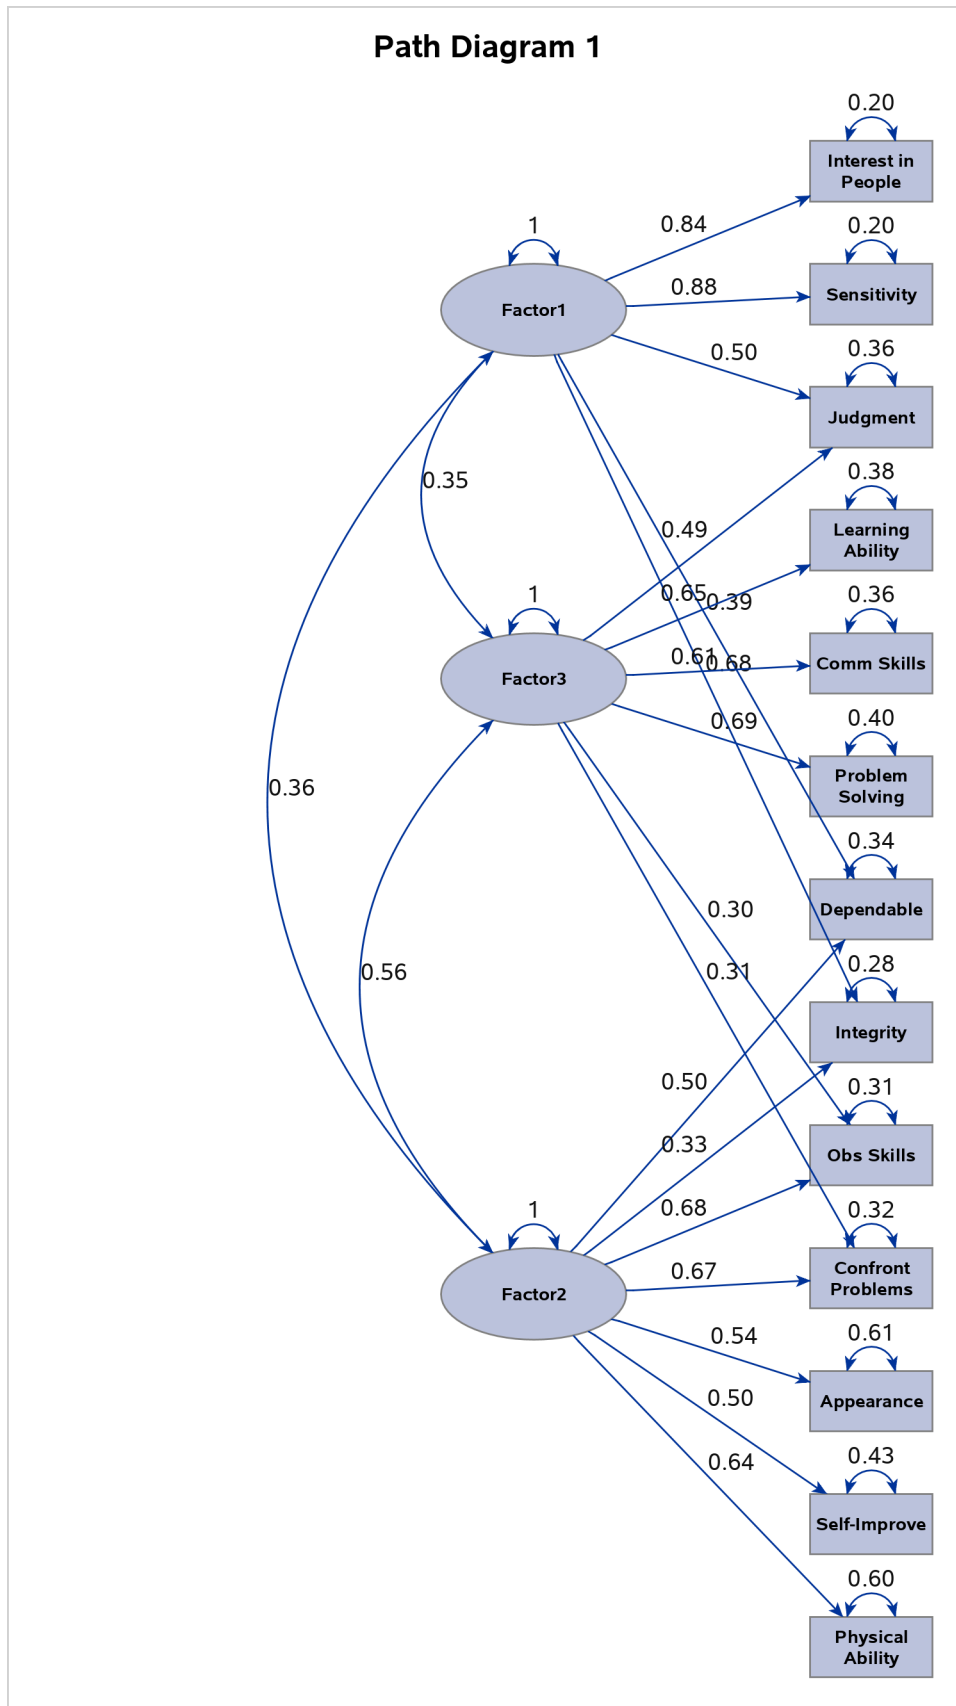 Path Diagram 1
0.20
Interest in
People
0.84
1
0.20
Factor1
0.88
Sensitivity
0.50
0.36
Judgment
0.35
0.49
0.38
Learning
Ability
1
0.65
0.39
0.36
Factor3
0.61
0.68
Comm Skills
0.69
0.40
Problem
Solving
0.36
0.34
0.30
Dependable
0.56
0.31
0.28
Integrity
0.50
0.31
0.33
Obs Skills
1
0.68
0.32
Factor2
0.67
Confront
Problems
0.54
0.61
0.50
Appearance
0.64
0.43
Self-Improve
0.60
Physical
Ability